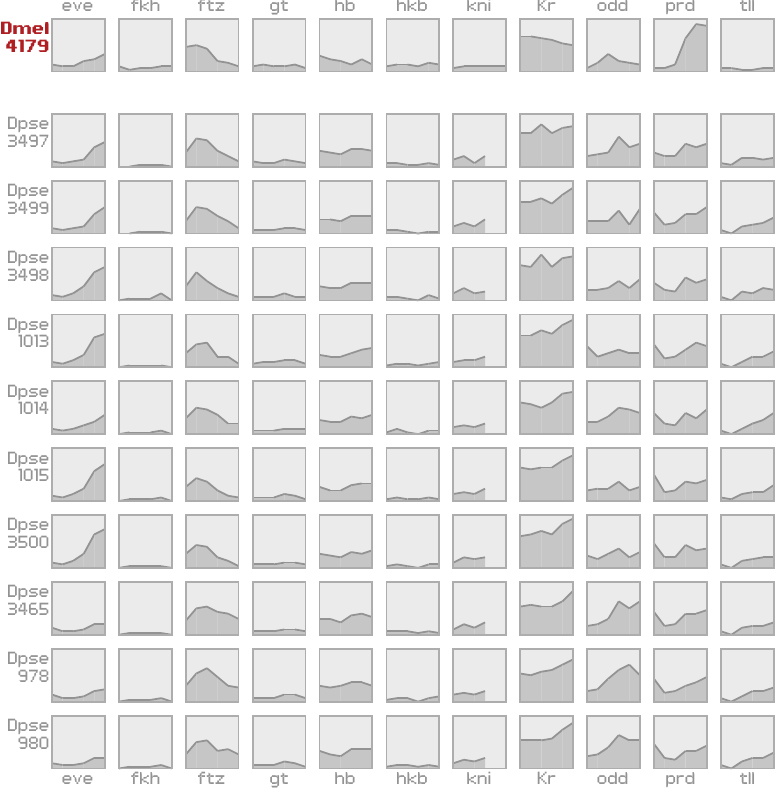 eve fkh ftz gt hb hkb kni Kr odd prd tll
Dmel
4179
Dpse
3497
Dpse
3499
Dpse
3498
Dpse
1013
Dpse
1014
Dpse
1015
Dpse
3500
Dpse
3465
Dpse
978
Dpse
980
eve fkh ftz gt hb hkb kni Kr odd prd tll